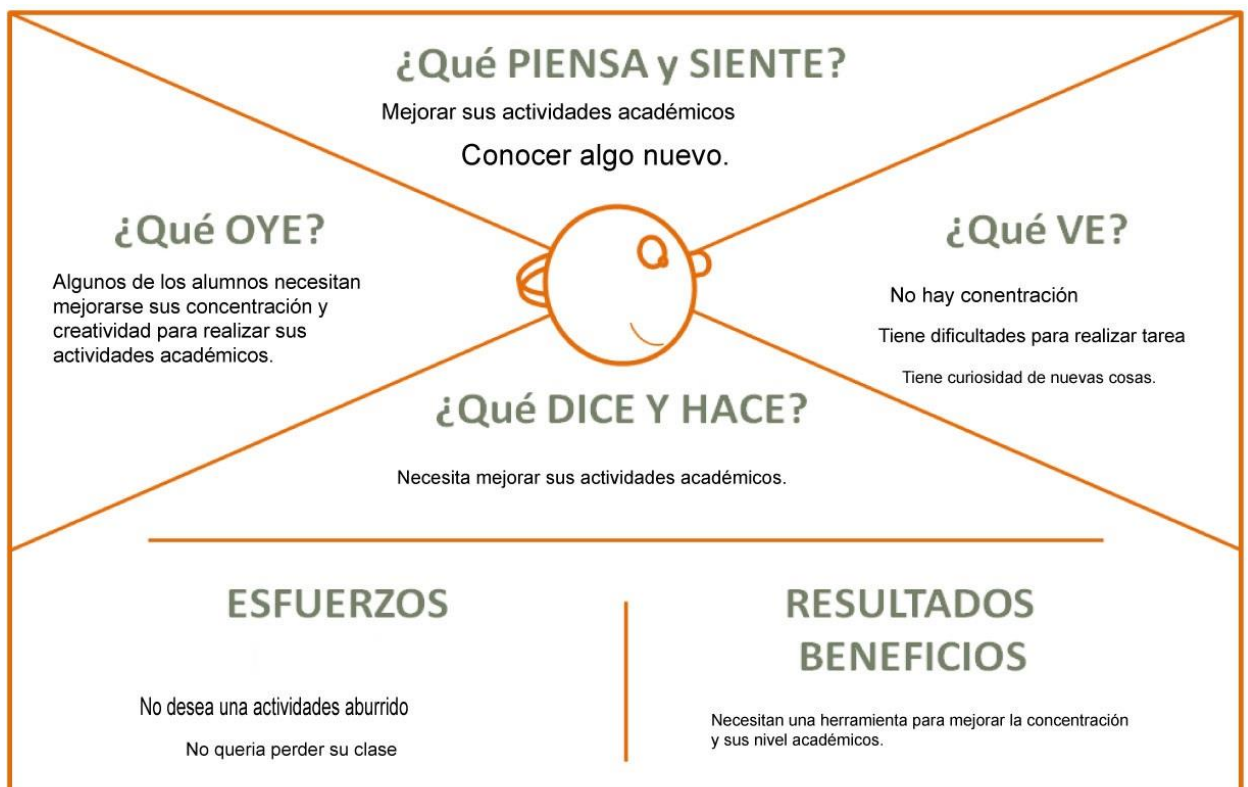 ¿Qué PIENSA y SIENTE?
Mejorar sus actividades académicos
Conocer algo nuevo.
¿Qué OYE?
Algunos de los alumnos necesitan
mejorarse sus concentración y
creatividad para realizar sus
actividades académicos.
¿Qué VE?
No hay conentración
Tiene dificultades para realizar tarea
Tiene curiosidad de nuevas cosas.
¿Qué DICE Y HACE?
Necesita mejorar sus actividades académicos.
ESFUERZOS
No desea una actividades aburrido
No queria perder su clase
RESULTADOS
BENEFICIOS
Necesitan una herramienta para mejorar la concentración
y sus nivel académicos.